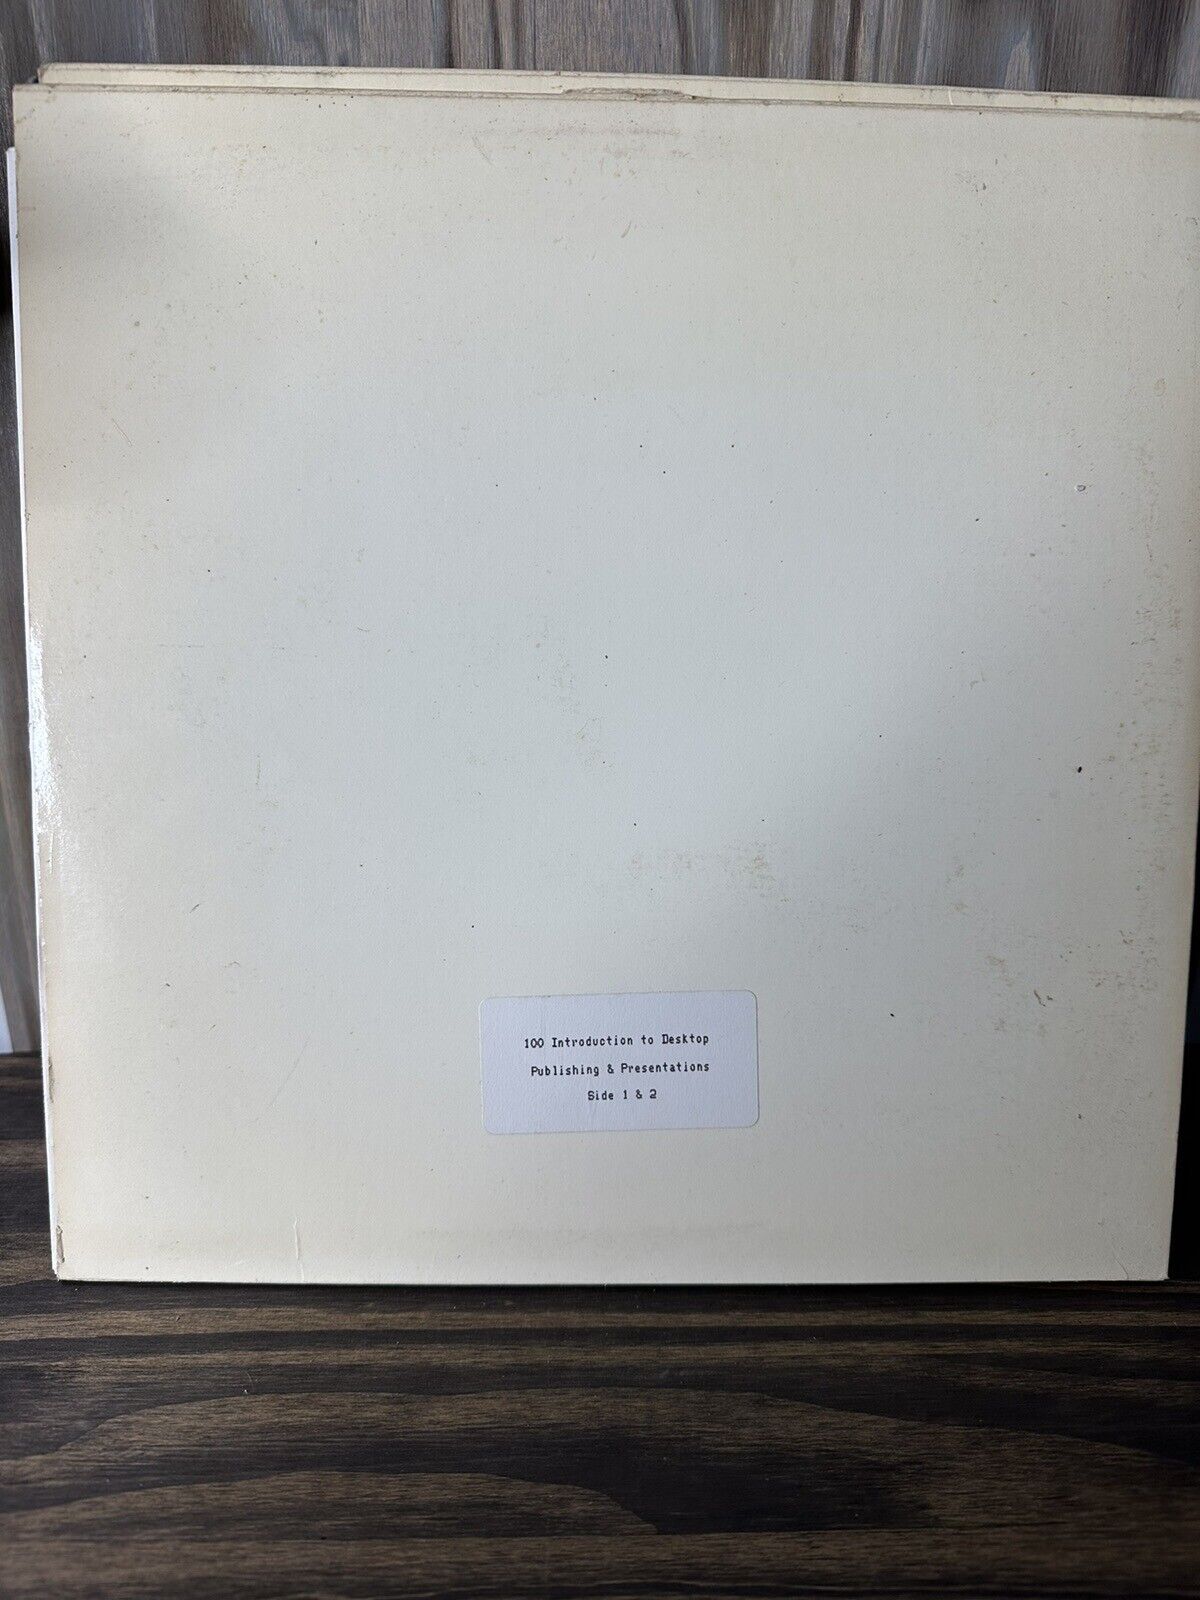 100 Introduction to Desktop
Publishing & Presentations
Side 1 & 2